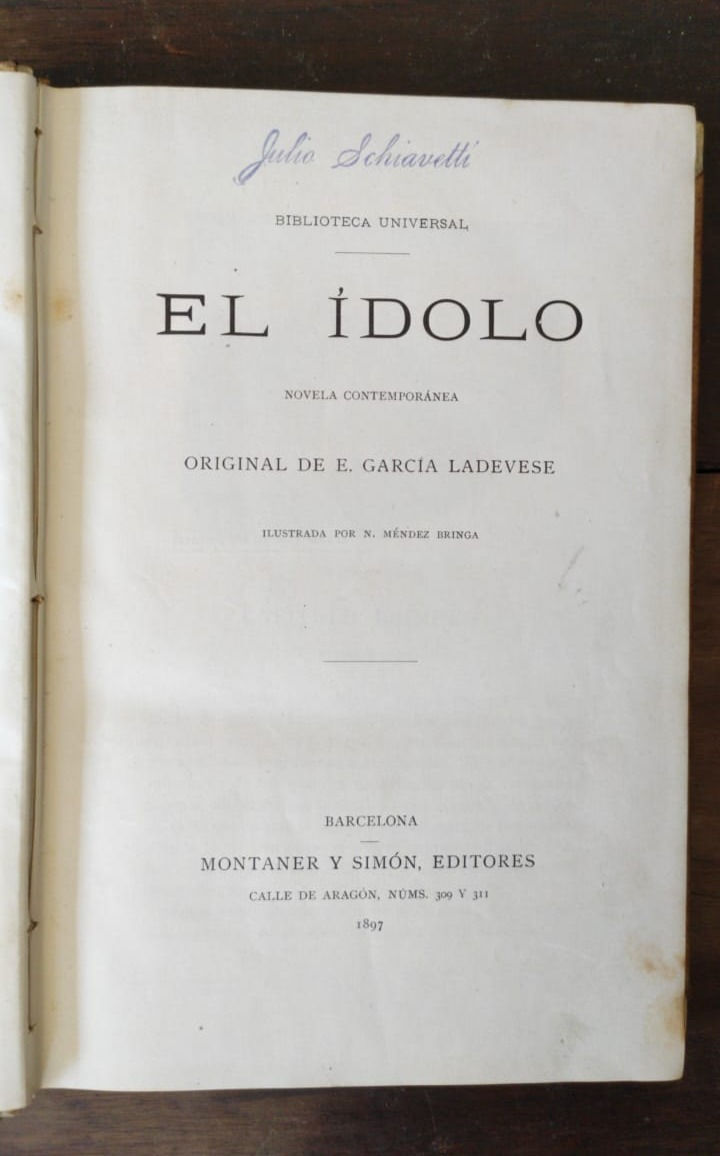 Julio Schiavetti
BIBLIOTECA UNIVERSAL
EL ÍDOLO
NOVELA CONTEMPORÁNEA
ORIGINAL DE E. GARCÍA LADEVESE
ILUSTRADA POR N. MÉNDEZ BRINGA
BARCELONA
MONTANER Y SIMÓN, EDITORES
CALLE DE ARAGÓN, NÚMS. 309 Y 311
1897